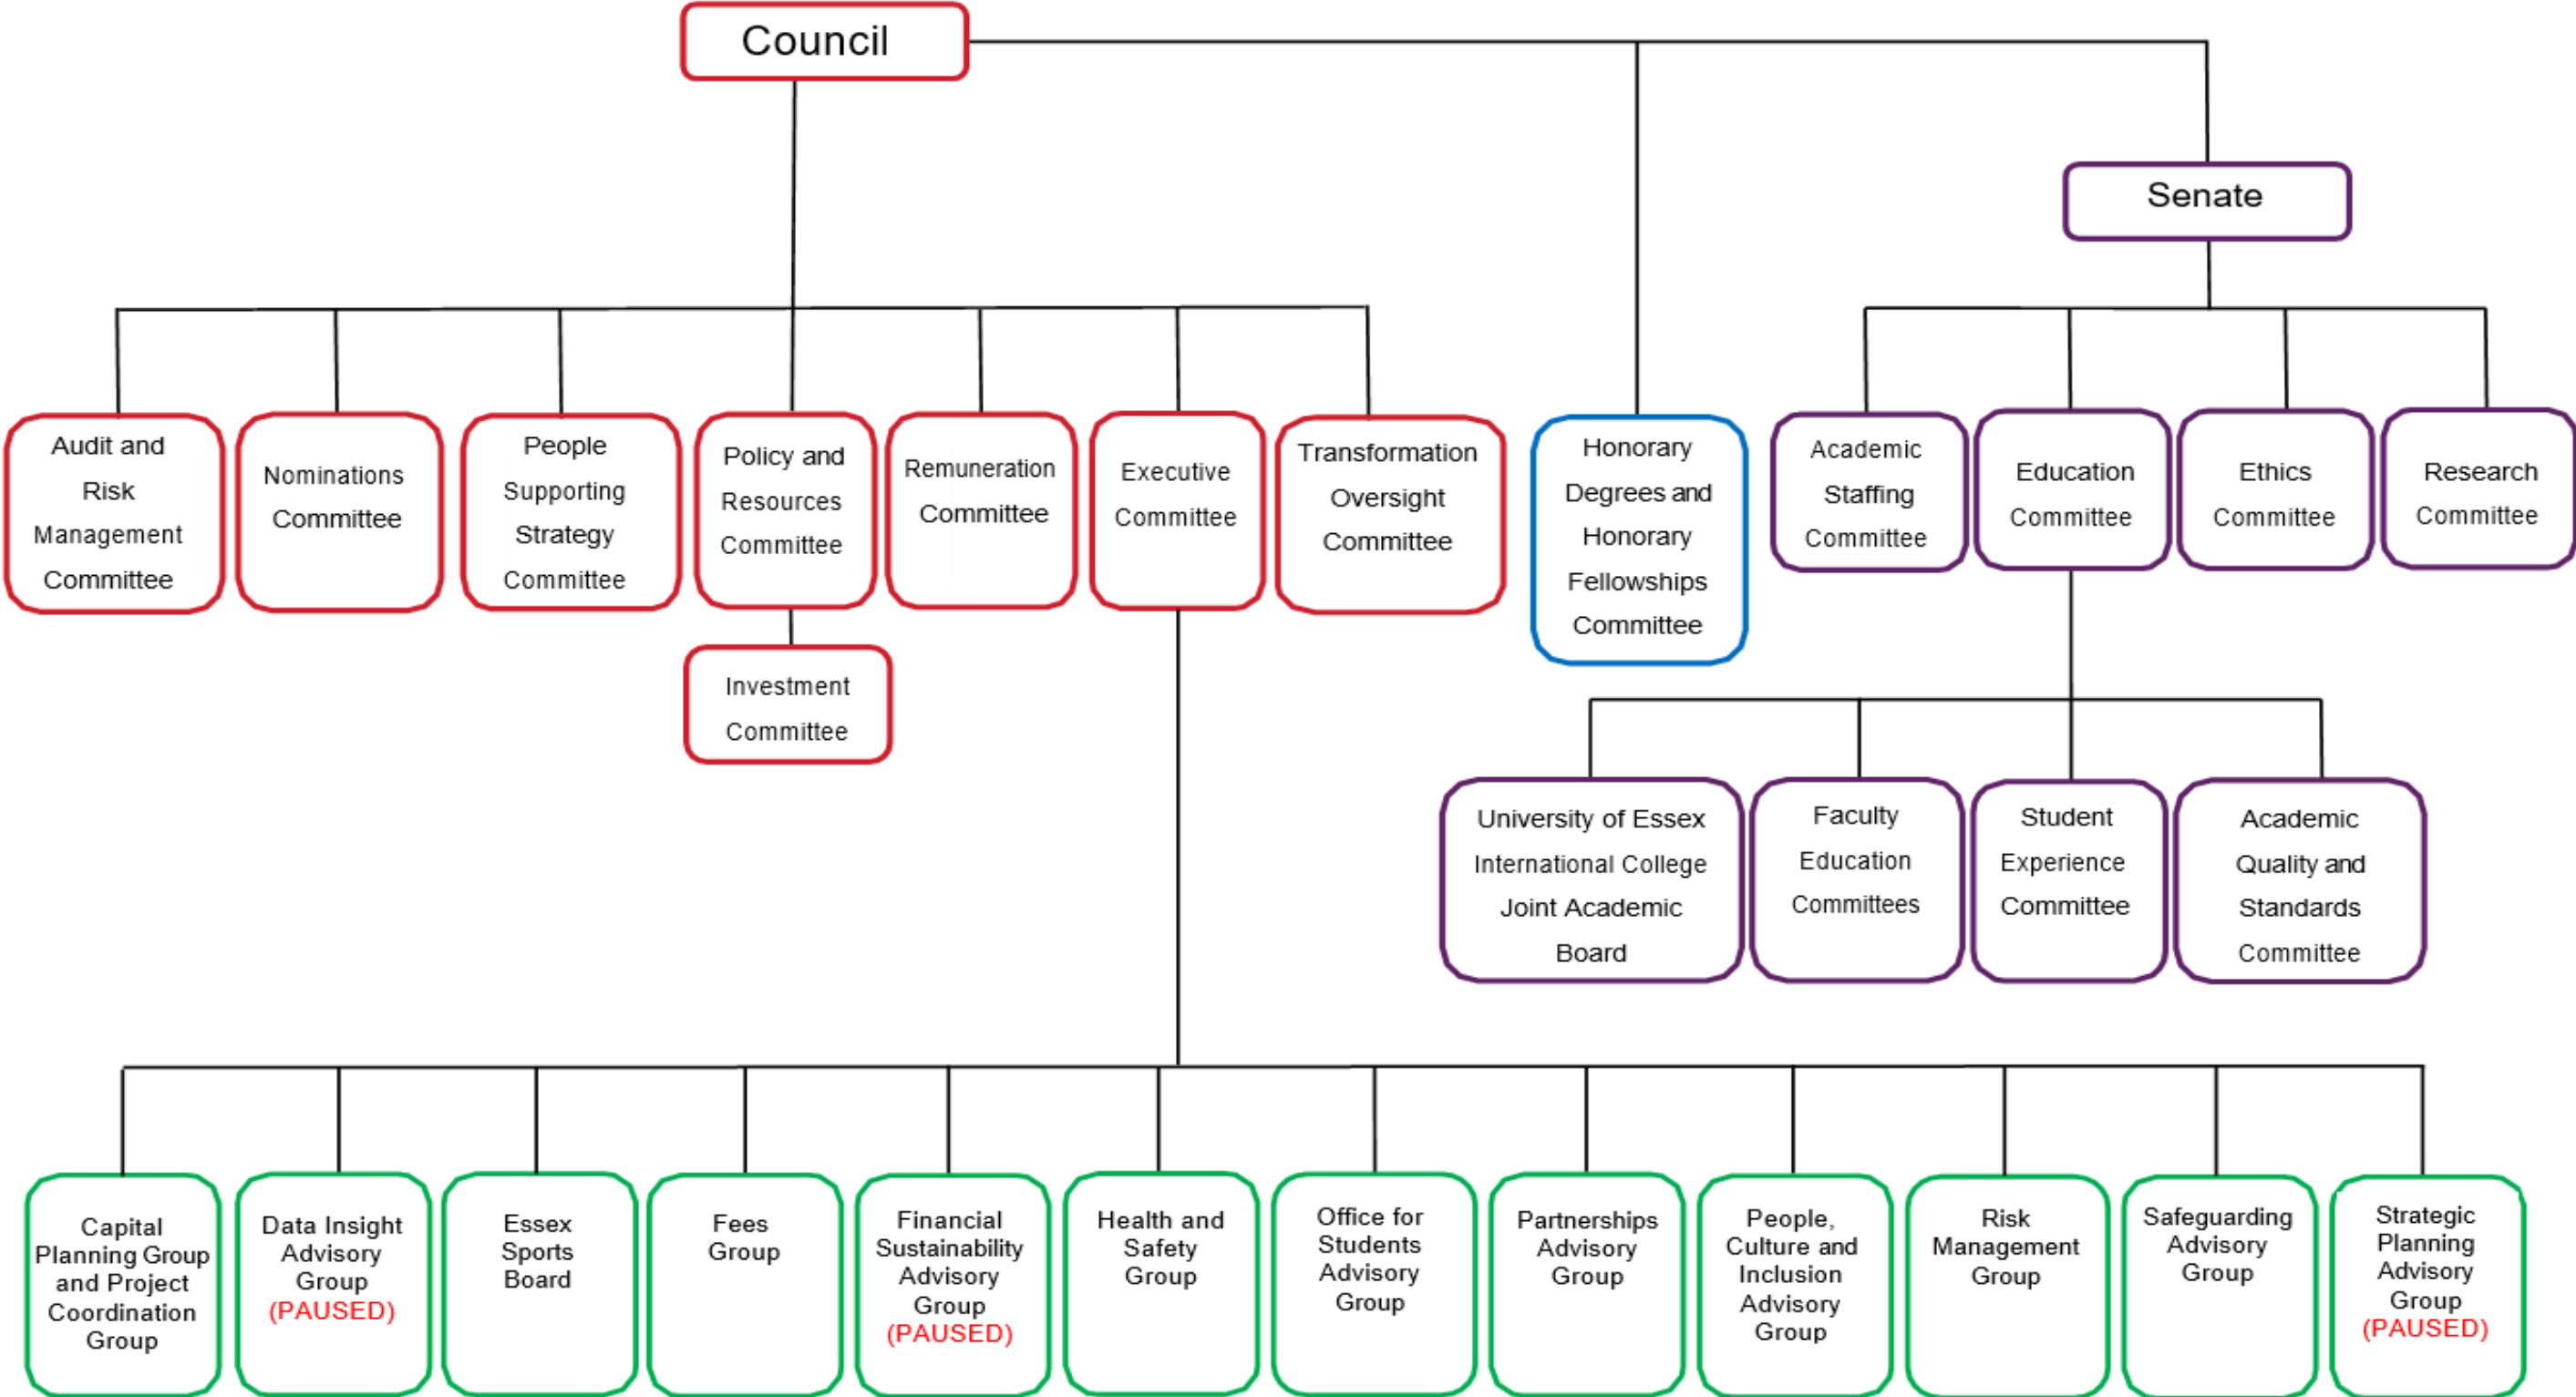 Council
Senate
Audit and
Risk
Management
Committee
Nominations
Committee
People
Supporting
Strategy
Committee
Policy and
Resources
Committee
Remuneration
Committee
Executive
Committee
Transformation
Oversight
Committee
Honorary
Degrees and
Honorary
Fellowships
Committee
Academic
Staffing
Committee
Education
Committee
Ethics
Committee
Research
Committee
Investment
Committee
University of Essex
International College
Joint Academic
Board
Faculty
Education
Committees
Student
Experience
Committee
Academic
Quality and
Standards
Committee
Capital
Planning Group
and Project
Coordination
Group
Data Insight
Advisory
Group
(PAUSED)
Essex
Sports
Board
Fees
Group
Financial
Sustainability
Advisory
Group
(PAUSED)
Health and
Safety
Group
Office for
Students
Advisory
Group
Partnerships
Advisory
Group
People,
Culture and
Inclusion
Advisory
Group
Risk
Management
Group
Safeguarding
Advisory
Group
Strategic
Planning
Advisory
Group
(PAUSED)